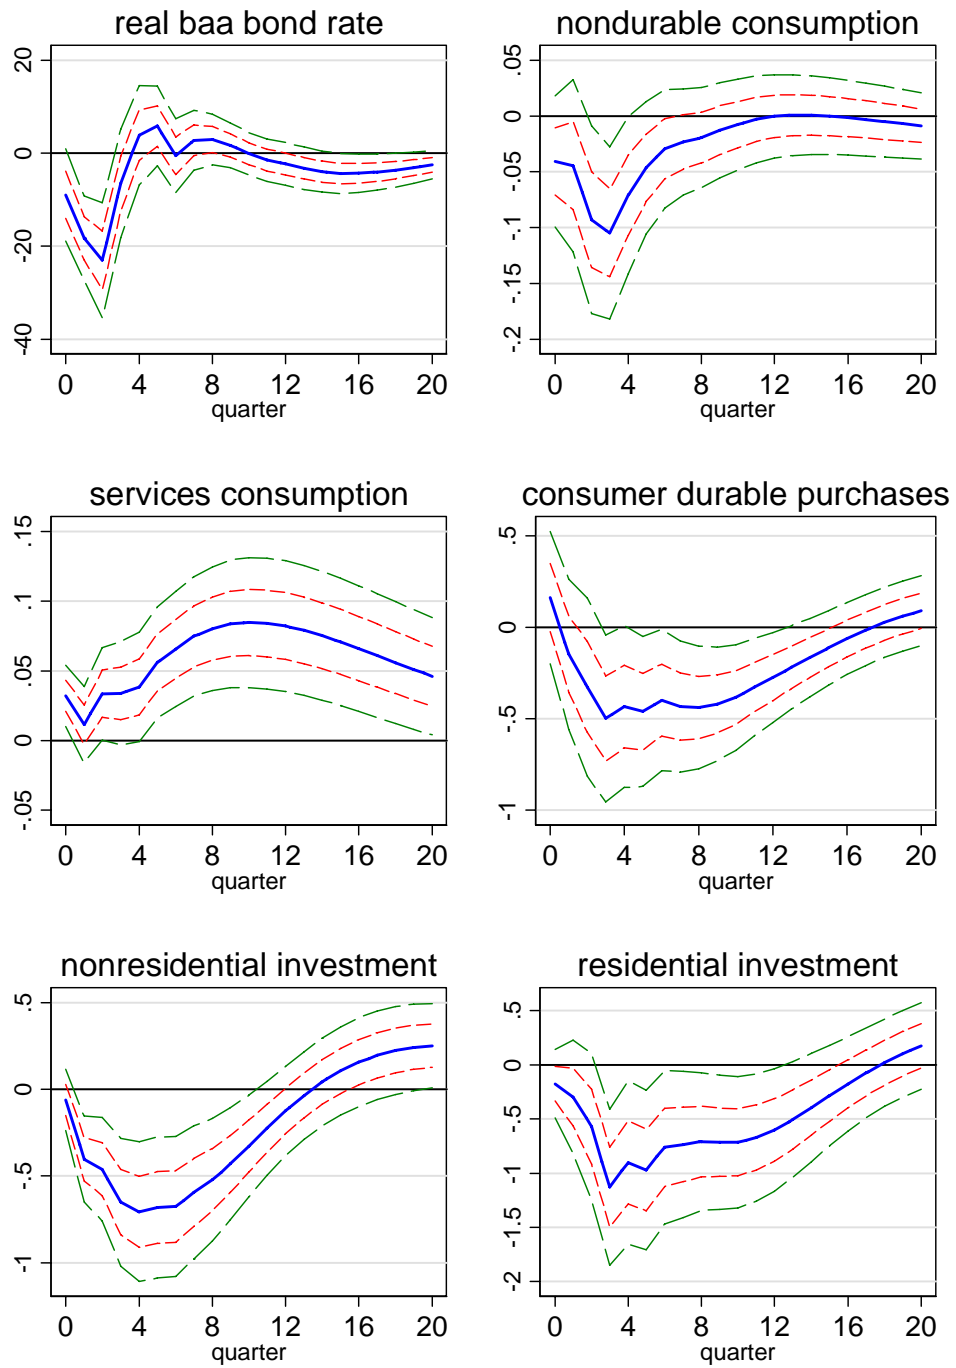 real baa bond rate
20
0
-20
-40
0 4 8 12 16 20
quarter
nondurable consumption
.05
0
-.05
-.1
-.15
-.2
0 4 8 12 16 20
quarter
services consumption
.15
.1
.05
0
-.05
0 4 8 12 16 20
quarter
consumer durable purchases
.5
0
-.5
-1
0 4 8 12 16 20
quarter
nonresidential investment
.5
0
-.5
-1
0 4 8 12 16 20
quarter
residential investment
.5
0
-.5
-1
-1.5
-2
0 4 8 12 16 20
quarter